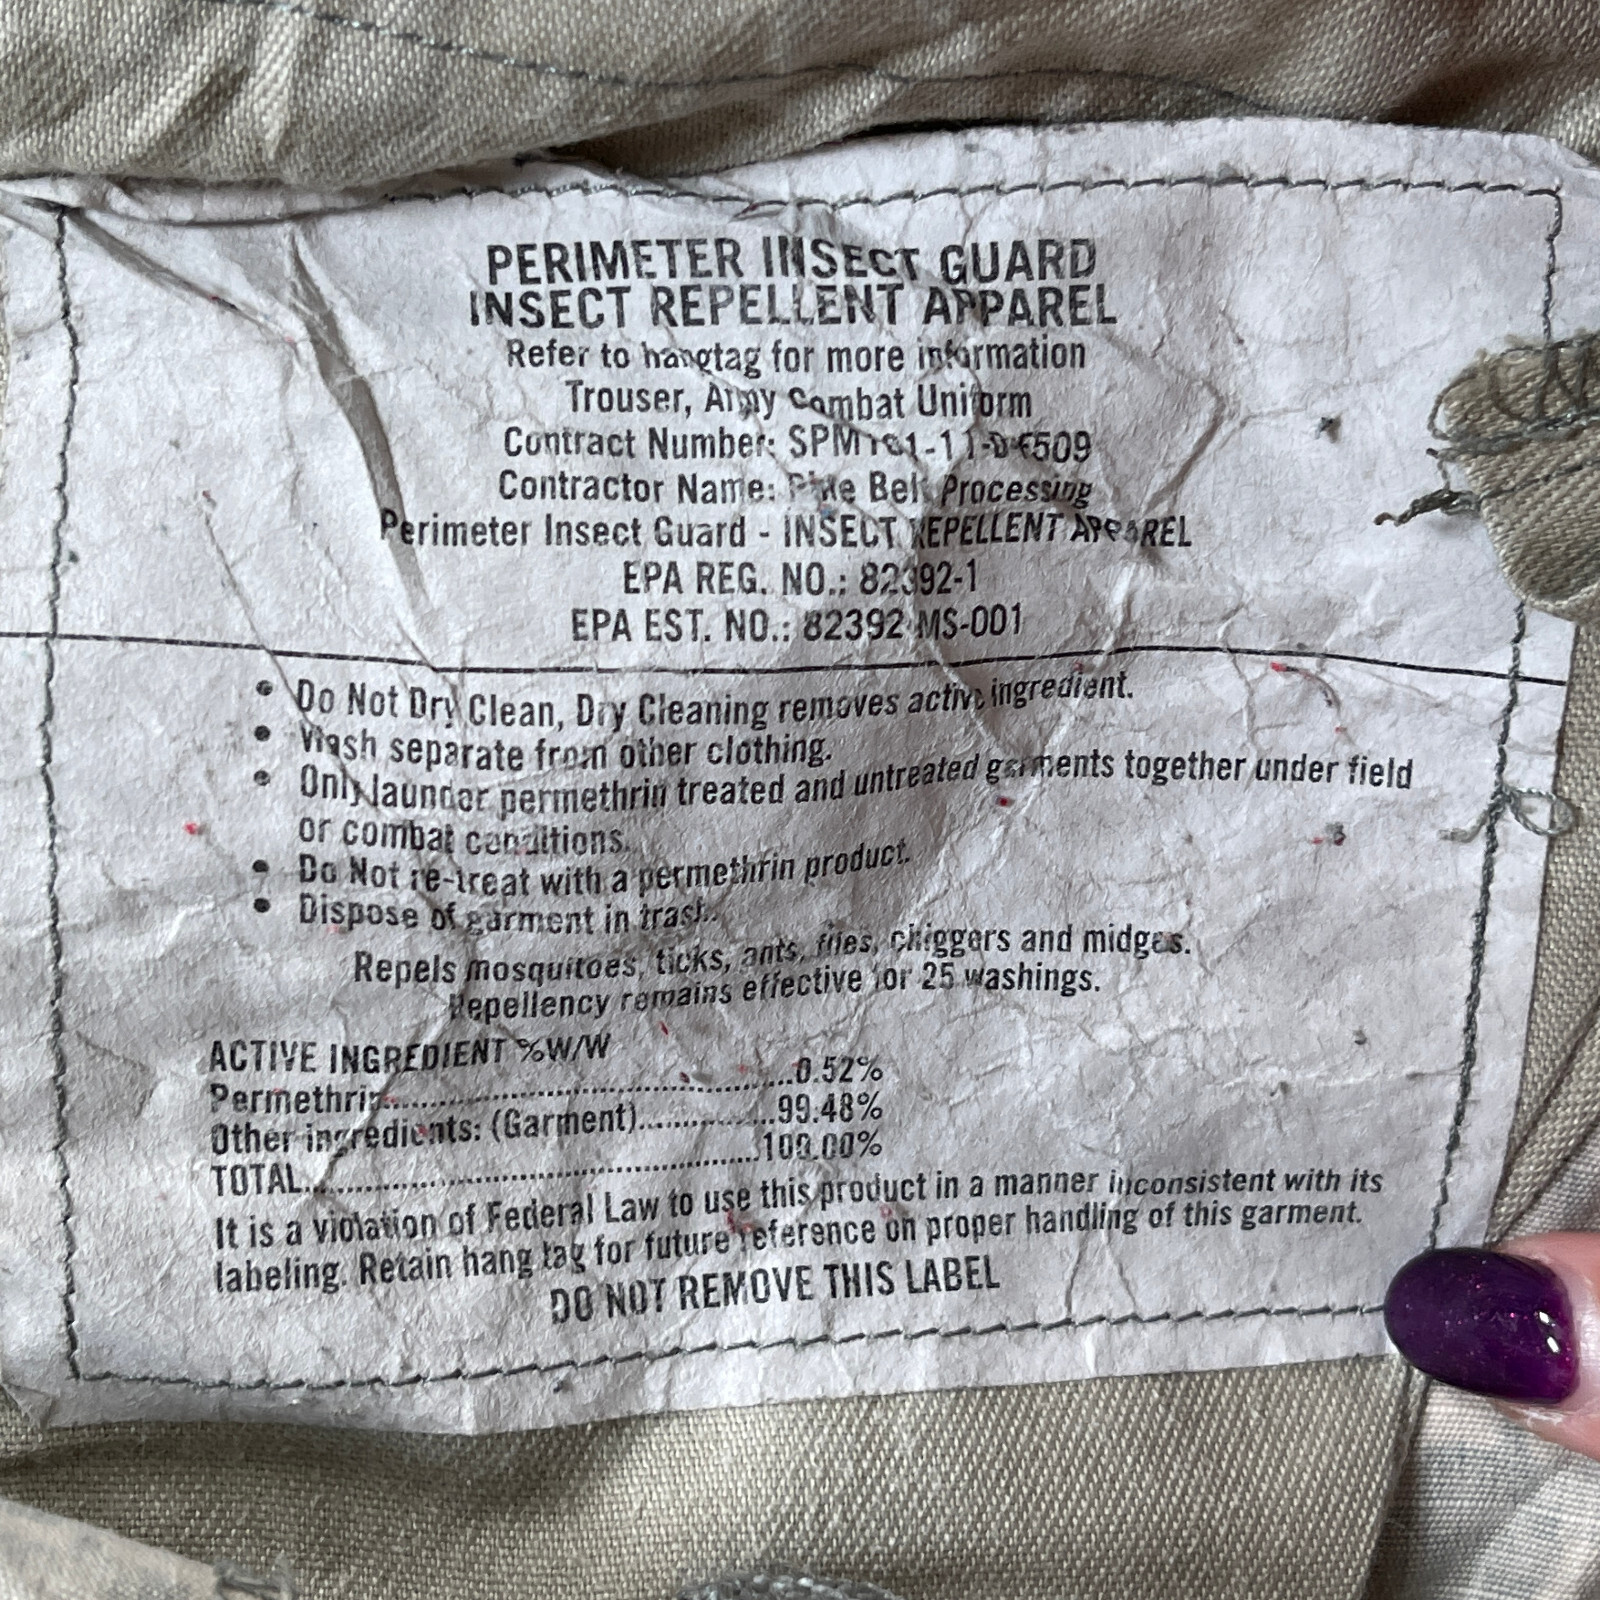 PERIMETER INSECT GUARD
INSECT REPELLENT APPAREL
Refer to hangtag for more information
Trouser, Army Combat Uniform
Contract Number:
Contractor Name: Belt Processing
Perimeter Insect Guard - INSECT REPELLENT APPAREL
EPA REG. NO.: 82392-1
EPA EST. NO.: 82392-MS-001
• Do Not Dry Clean, Dry Cleaning removes active ingredient.
• Wash separate from other clothing.
• Only launder permethrin treated and untreated garments together under field
or combat conditions.
• Do Not re-treat with a permethrin product.
• Dispose of garment in trash.
Repels mosquitoes, ticks, ants, flies, chiggers and midges.
Repellency remains effective for 25 washings.
ACTIVE INGREDIENT %W/W
Permethrin..............................................0.52%
Other ingredients: (Garment)................99.48%
TOTAL.....................................................100.00%
It is a violation of Federal Law to use this product in a manner inconsistent with its
labeling. Retain hang tag for future reference on proper handling of this garment.
DO NOT REMOVE THIS LABEL